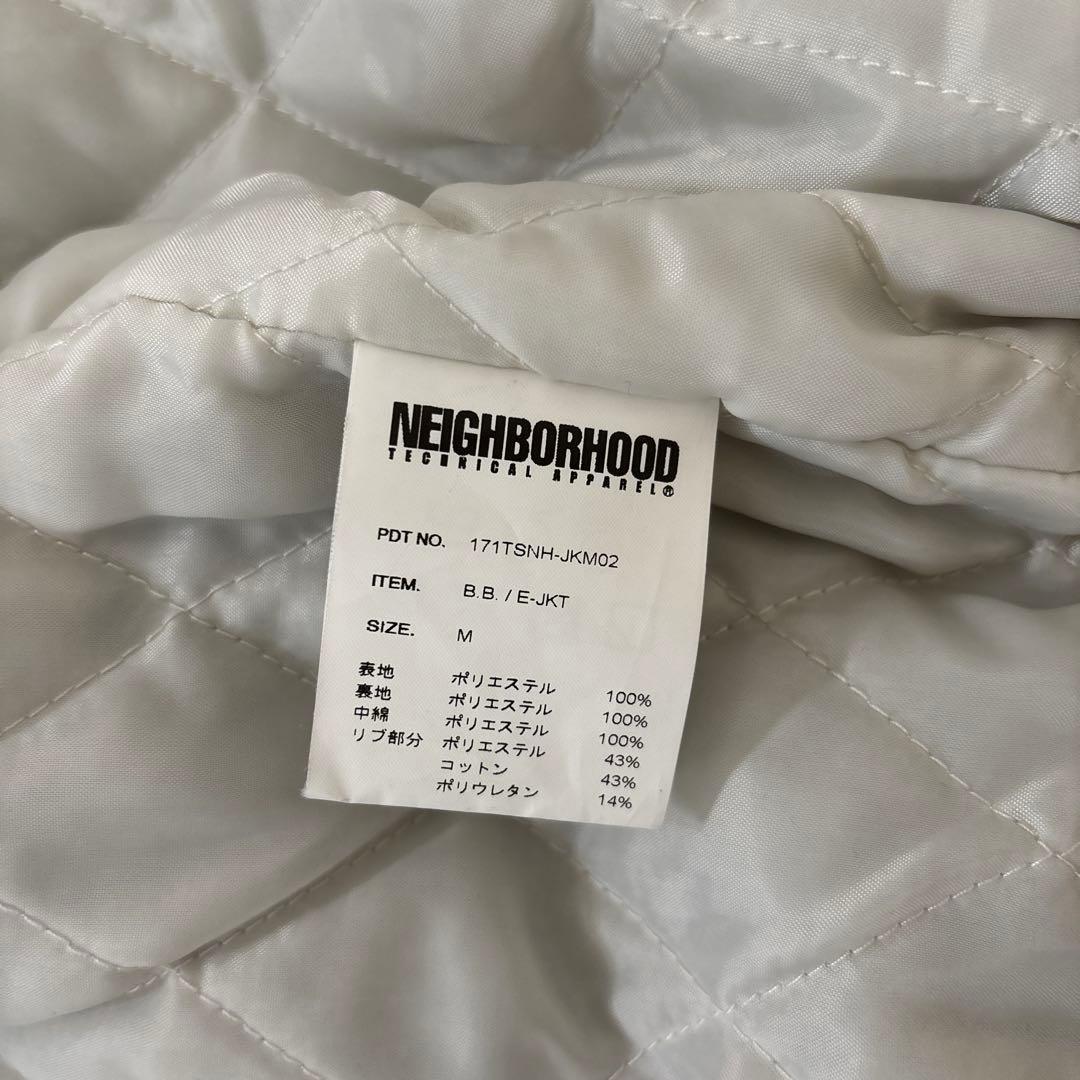 NEIGHBORHOOD
TECHNICAL APPAREL®
PDT NO. 171TSNH-JKM02
ITEM. B.B. / E-JKT
SIZE. M
表地 ポリエステル 100%
裏地 ポリエステル 100%
中綿 ポリエステル 100%
リブ部分 ポリエステル 43%
コットン 43%
ポリウレタン 14%